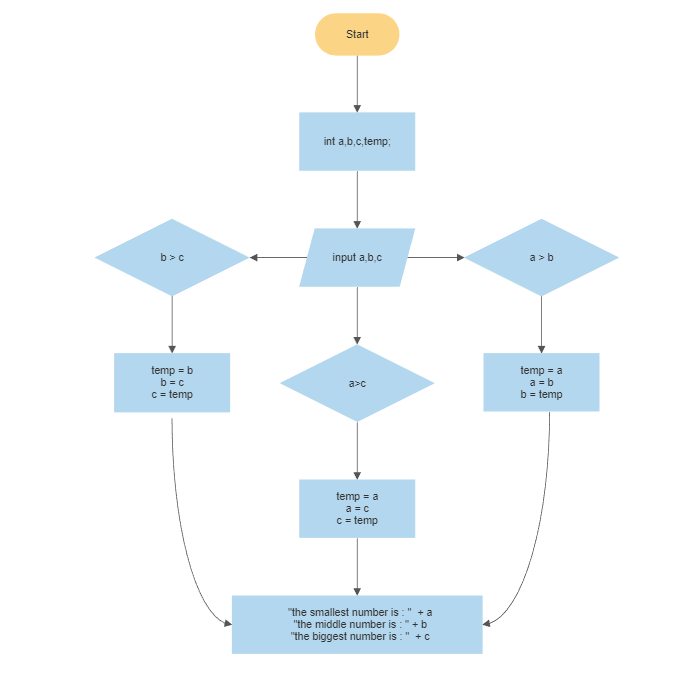 Start
int a,b,c,temp;
b > c
input a,b,c
a > b
temp = b
b = c
c = temp
a>c
temp = a
a = b
b = temp
temp = a
a = c
c = temp
"the smallest number is : "  + a
"the middle number is : " + b
"the biggest number is : "  + c